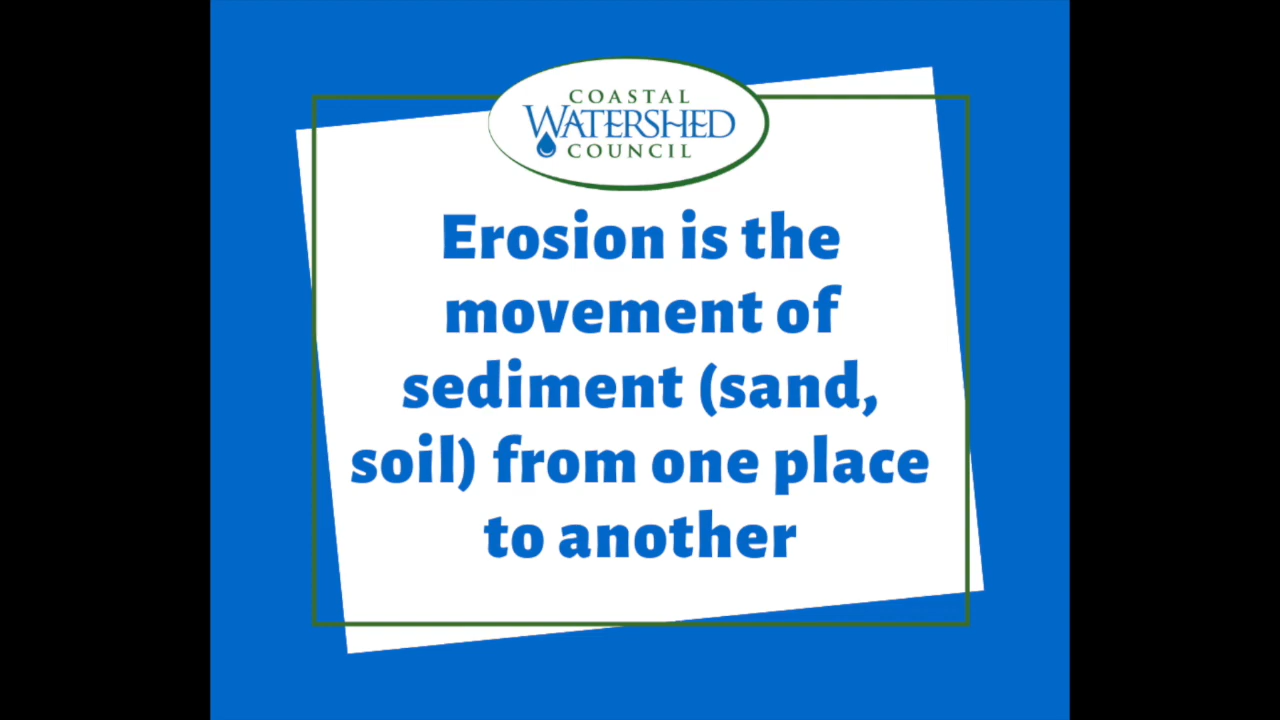 COASTAL
WATERSHED
COUNCIL
Erosion is the
movement of
sediment (sand,
soil) from one place
to another